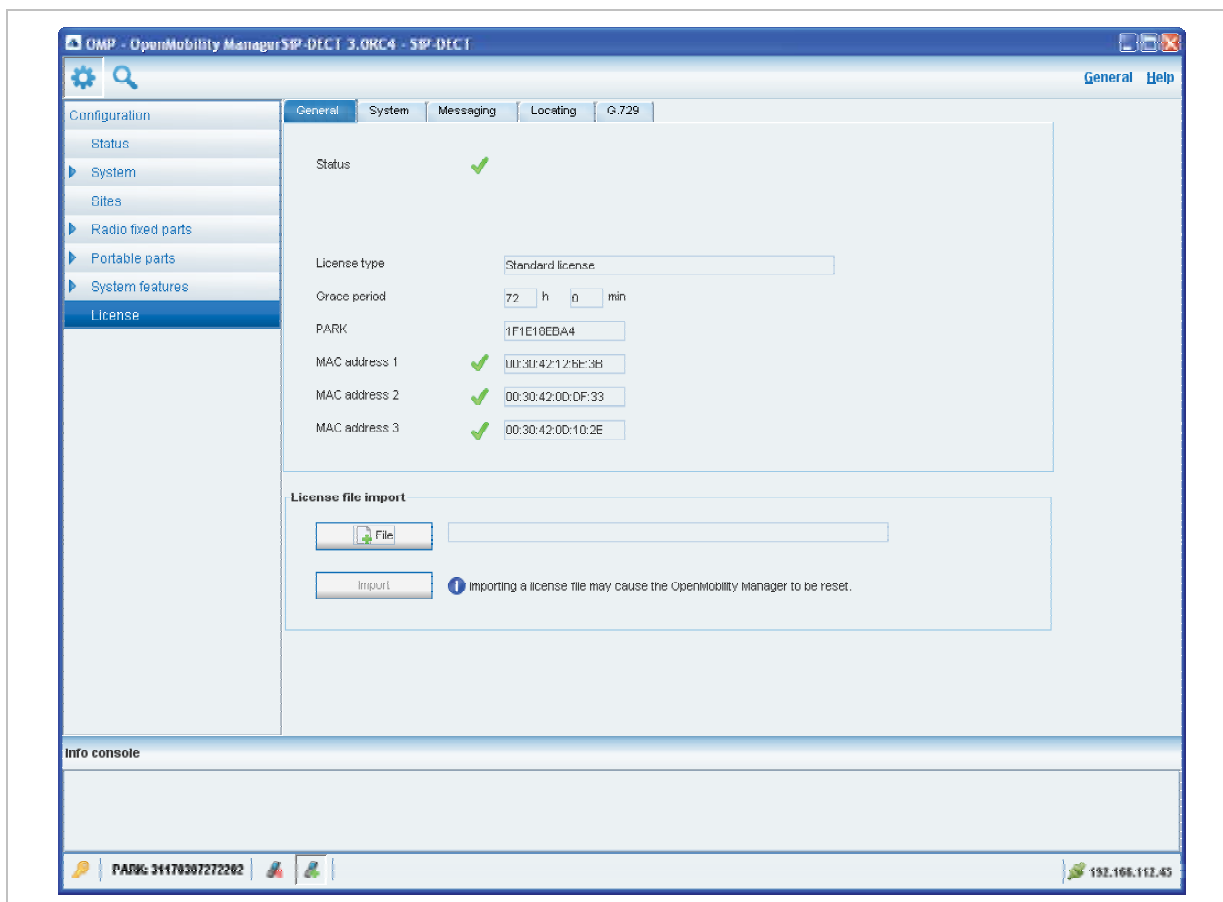 OMP - OpenMobility Manager SIP-DECT 3.0RC4 - SIP-DECT
General Help
Configuration
Status
System
Sites
Radio fixed parts
Portable parts
System features
License
General System Messaging Locating G.729
Status
License type Standard license
Grace period 72 h 0 min
PARK 1F1E10EBA4
MAC address 1 00:30:42:12:6E:3B
MAC address 2 00:30:42:0D:DF:33
MAC address 3 00:30:42:0D:10:2E
License file import
File
Import Importing a license file may cause the OpenMobility Manager to be reset.
Info console
PARK: 31170307272202 192.168.112.43